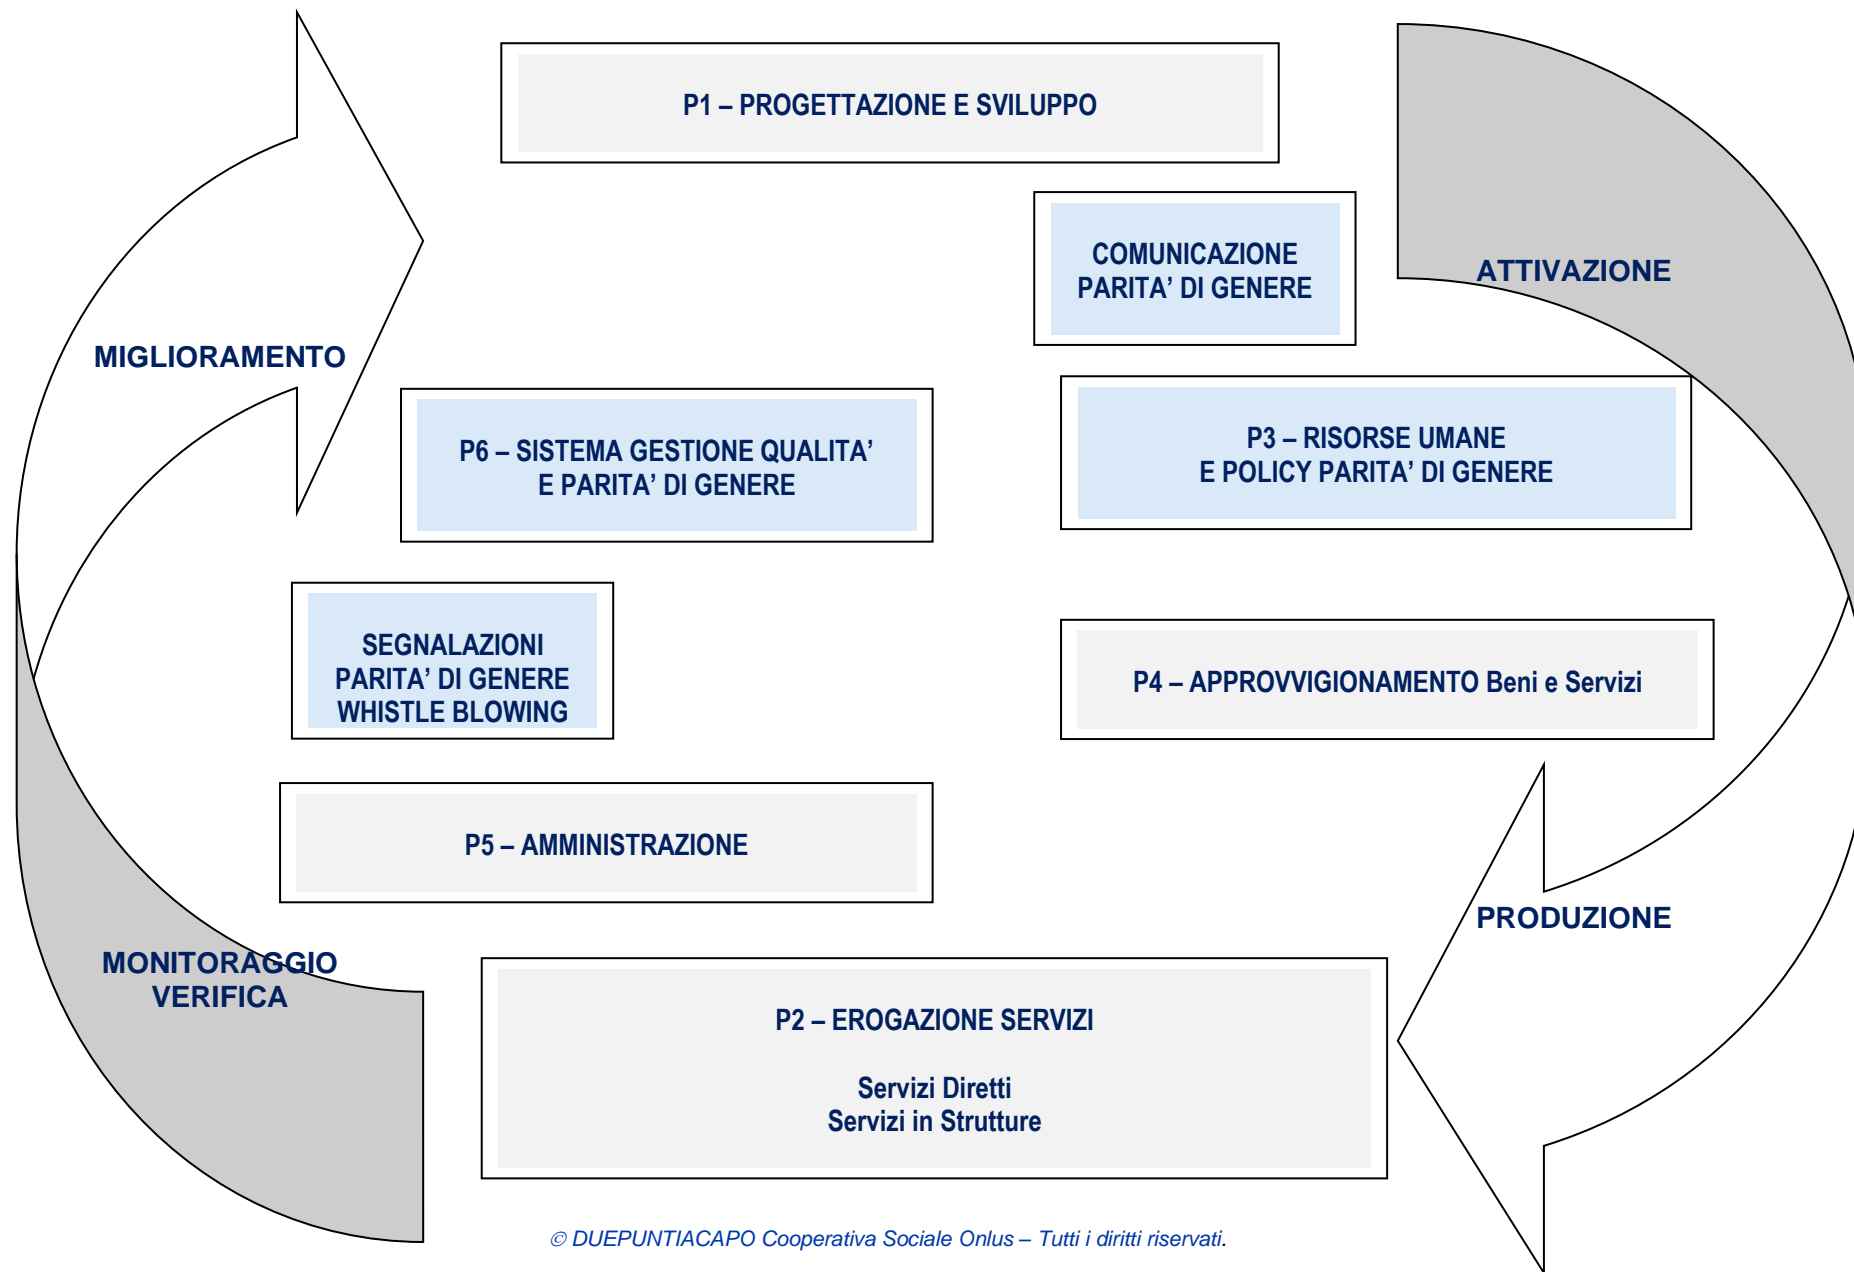 P1 – PROGETTAZIONE E SVILUPPO
COMUNICAZIONE
PARITA’ DI GENERE
ATTIVAZIONE
MIGLIORAMENTO
P6 – SISTEMA GESTIONE QUALITA’
E PARITA’ DI GENERE
P3 – RISORSE UMANE
E POLICY PARITA’ DI GENERE
SEGNALAZIONI
PARITA’ DI GENERE
WHISTLE BLOWING
P4 – APPROVVIGIONAMENTO Beni e Servizi
P5 – AMMINISTRAZIONE
PRODUZIONE
MONITORAGGIO
VERIFICA
P2 – EROGAZIONE SERVIZI
Servizi Diretti
Servizi in Strutture
© DUEPUNTIACAPO Cooperativa Sociale Onlus – Tutti i diritti riservati.